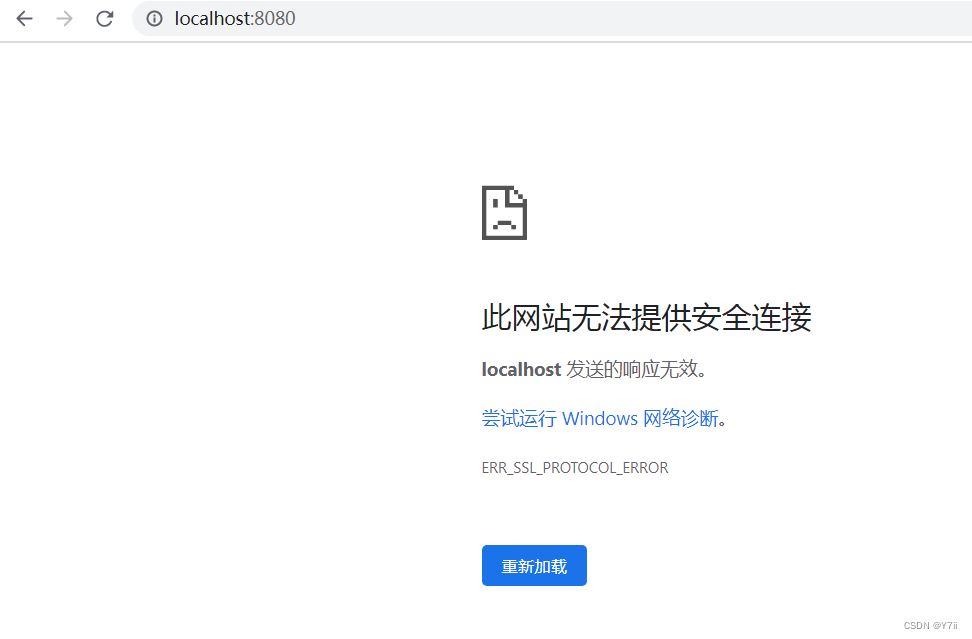 localhost:8080
此网站无法提供安全连接
localhost 发送的响应无效。
尝试运行 Windows 网络诊断。
ERR_SSL_PROTOCOL_ERROR
重新加载
CSDN @Y7ii